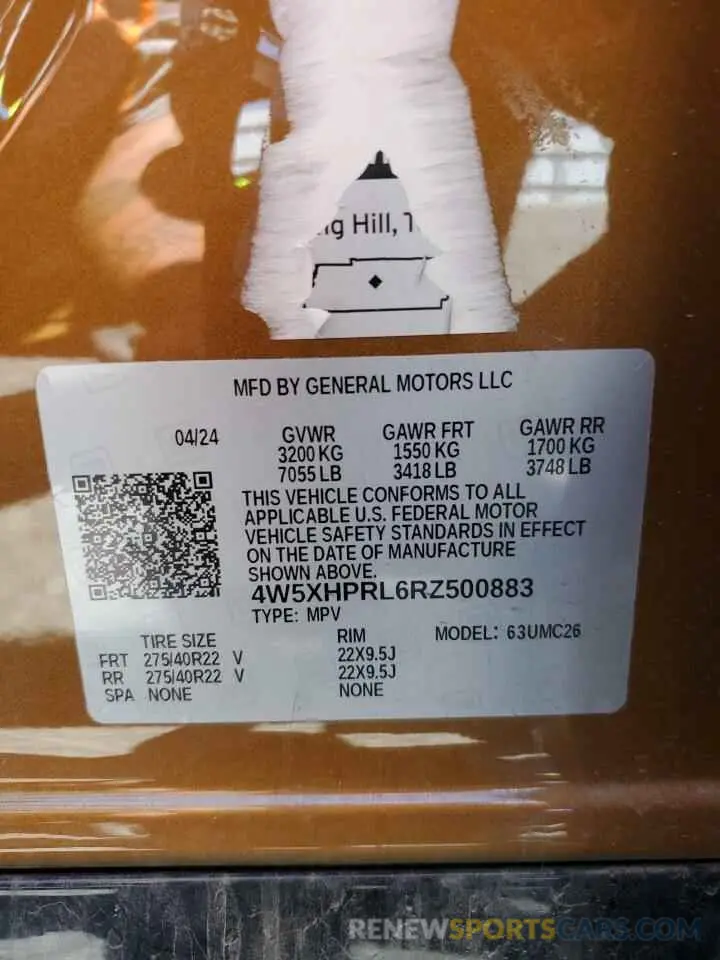 Hill,
MFD BY GENERAL MOTORS LLC
04/24
GVWR GAWR FRT GAWR RR
3200 KG 1550 KG 1700 KG
7055 LB 3418 LB 3748 LB
THIS VEHICLE CONFORMS TO ALL
APPLICABLE U.S. FEDERAL MOTOR
VEHICLE SAFETY STANDARDS IN EFFECT
ON THE DATE OF MANUFACTURE
SHOWN ABOVE.
4W5XHPRL6RZ500883
TYPE: MPV
TIRE SIZE RIM MODEL: 63UMC26
FRT 275/40R22 V 22X9.5J
RR 275/40R22 V 22X9.5J
SPA NONE NONE
RENEWSPORTSCARS.COM